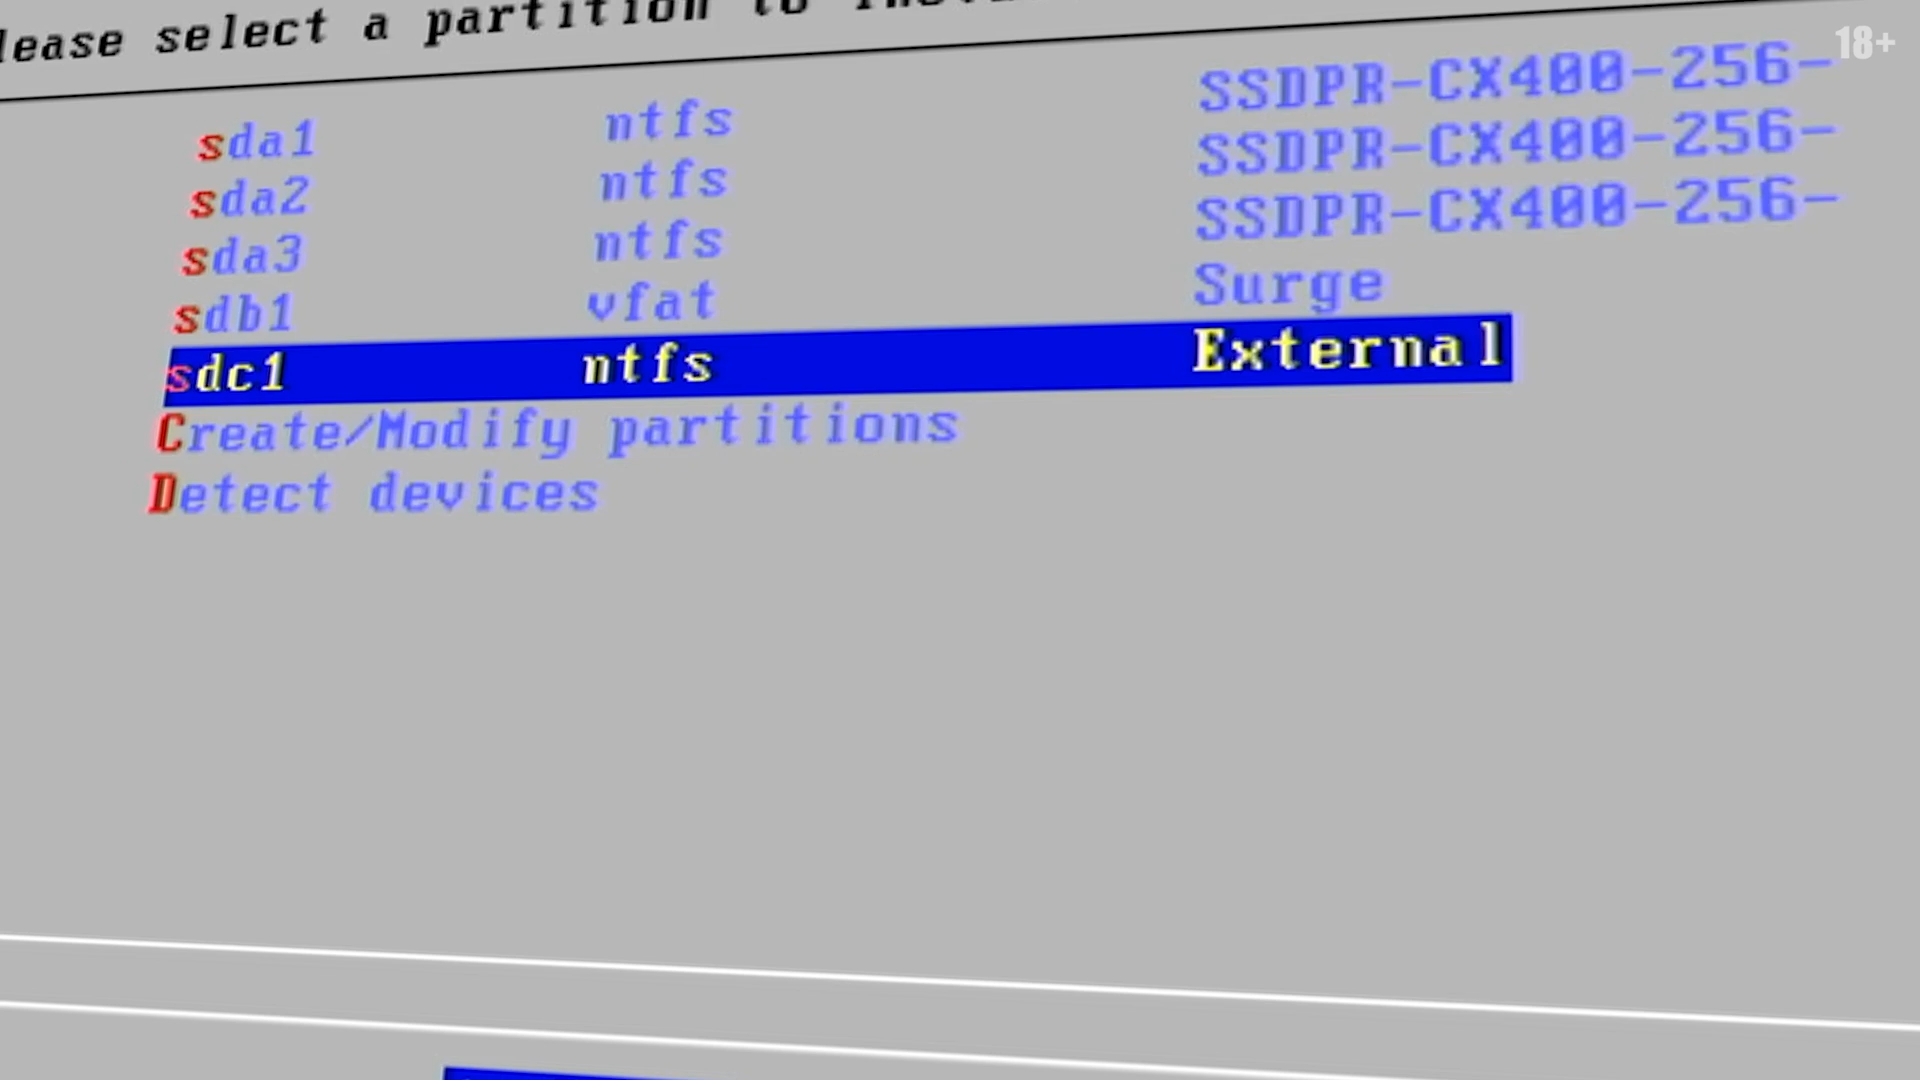 lease select a partition to
18+
sda1 ntfs SSDPR-CX400-256-
sda2 ntfs SSDPR-CX400-256-
sda3 ntfs SSDPR-CX400-256-
sdb1 vfat Surge
sdc1 ntfs External
Create/Modify partitions
Detect devices